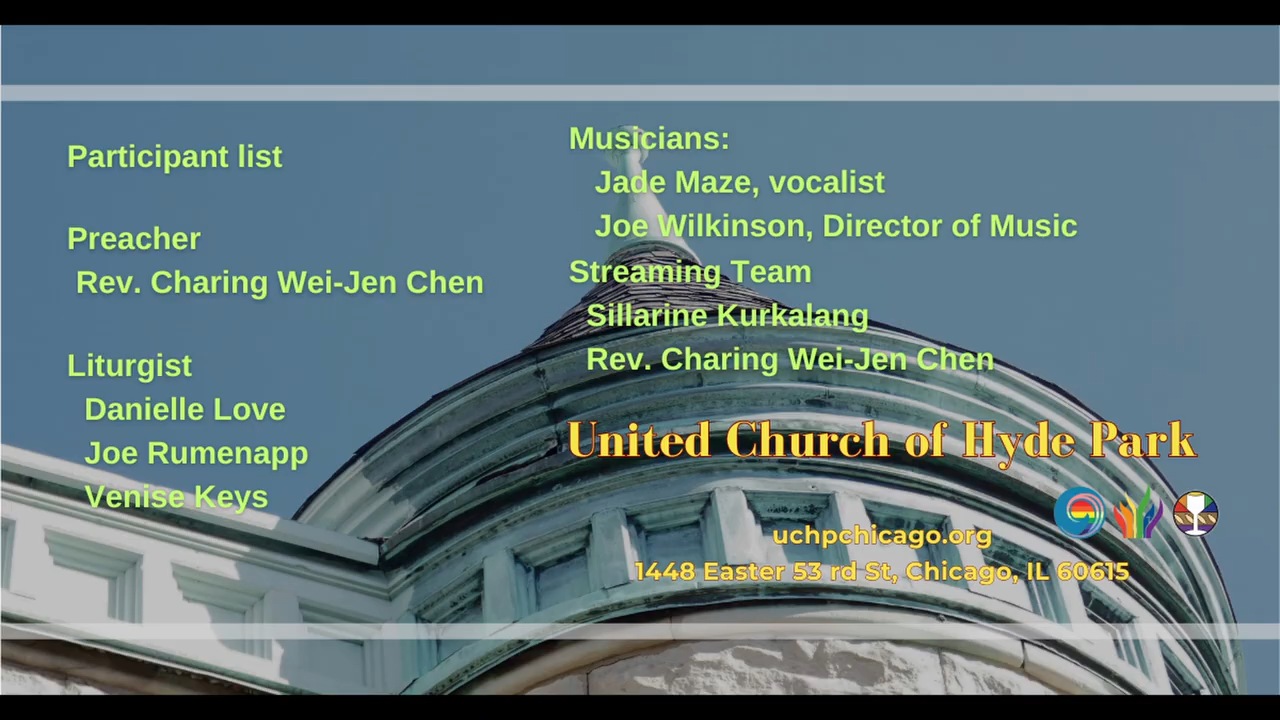 Participant list
Preacher
Rev. Charing Wei-Jen Chen
Liturgist
Danielle Love
Joe Rumenapp
Venise Keys
Musicians:
Jade Maze, vocalist
Joe Wilkinson, Director of Music
Streaming Team
Sillarine Kurkalang
Rev. Charing Wei-Jen Chen
United Church of Hyde Park
uchpchicago.org
1448 Easter 53 rd St, Chicago, IL 60615